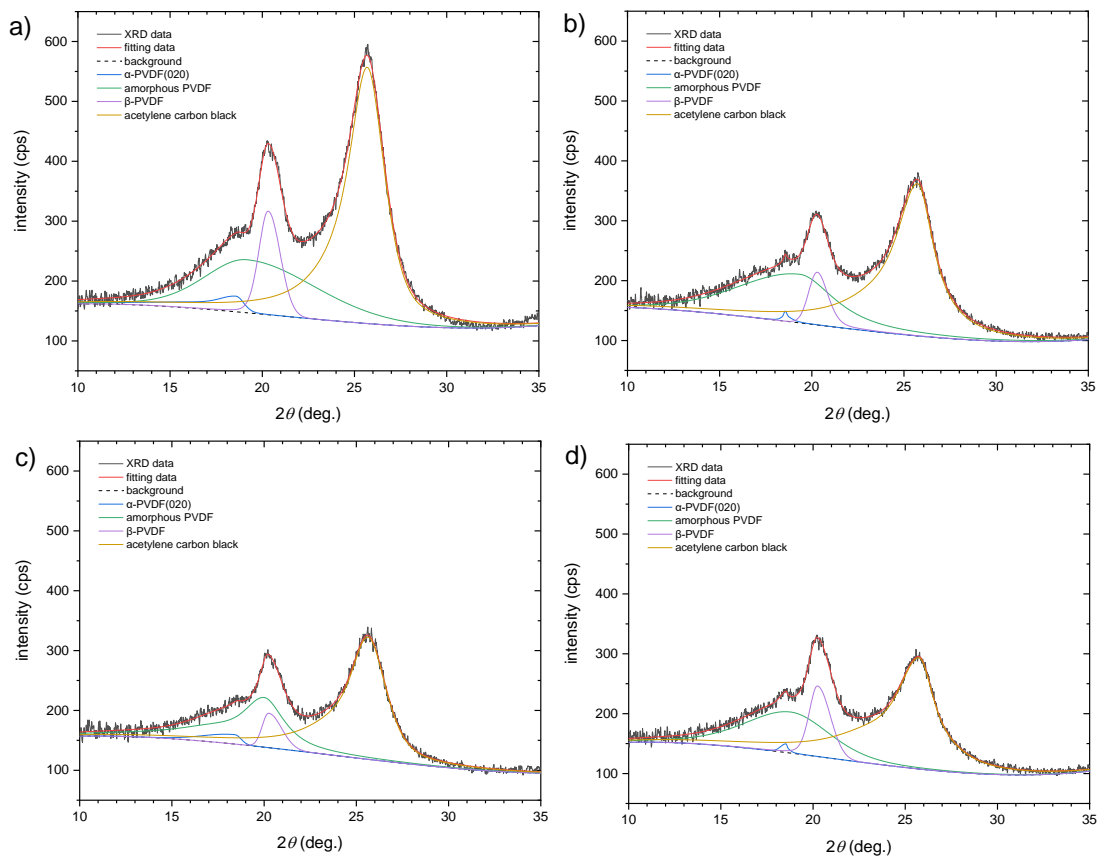 a)
XRD data
fitting data
background
α-PVDF(020)
amorphous PVDF
β-PVDF
acetylene carbon black
600
500
400
300
200
100
10 15 20 25 30 35
intensity (cps)
2θ (deg.)
b)
XRD data
fitting data
background
α-PVDF(020)
amorphous PVDF
β-PVDF
acetylene carbon black
600
500
400
300
200
100
10 15 20 25 30 35
intensity (cps)
2θ (deg.)
c)
XRD data
fitting data
background
α-PVDF(020)
amorphous PVDF
β-PVDF
acetylene carbon black
600
500
400
300
200
100
10 15 20 25 30 35
intensity (cps)
2θ (deg.)
d)
XRD data
fitting data
background
α-PVDF(020)
amorphous PVDF
β-PVDF
acetylene carbon black
600
500
400
300
200
100
10 15 20 25 30 35
intensity (cps)
2θ (deg.)